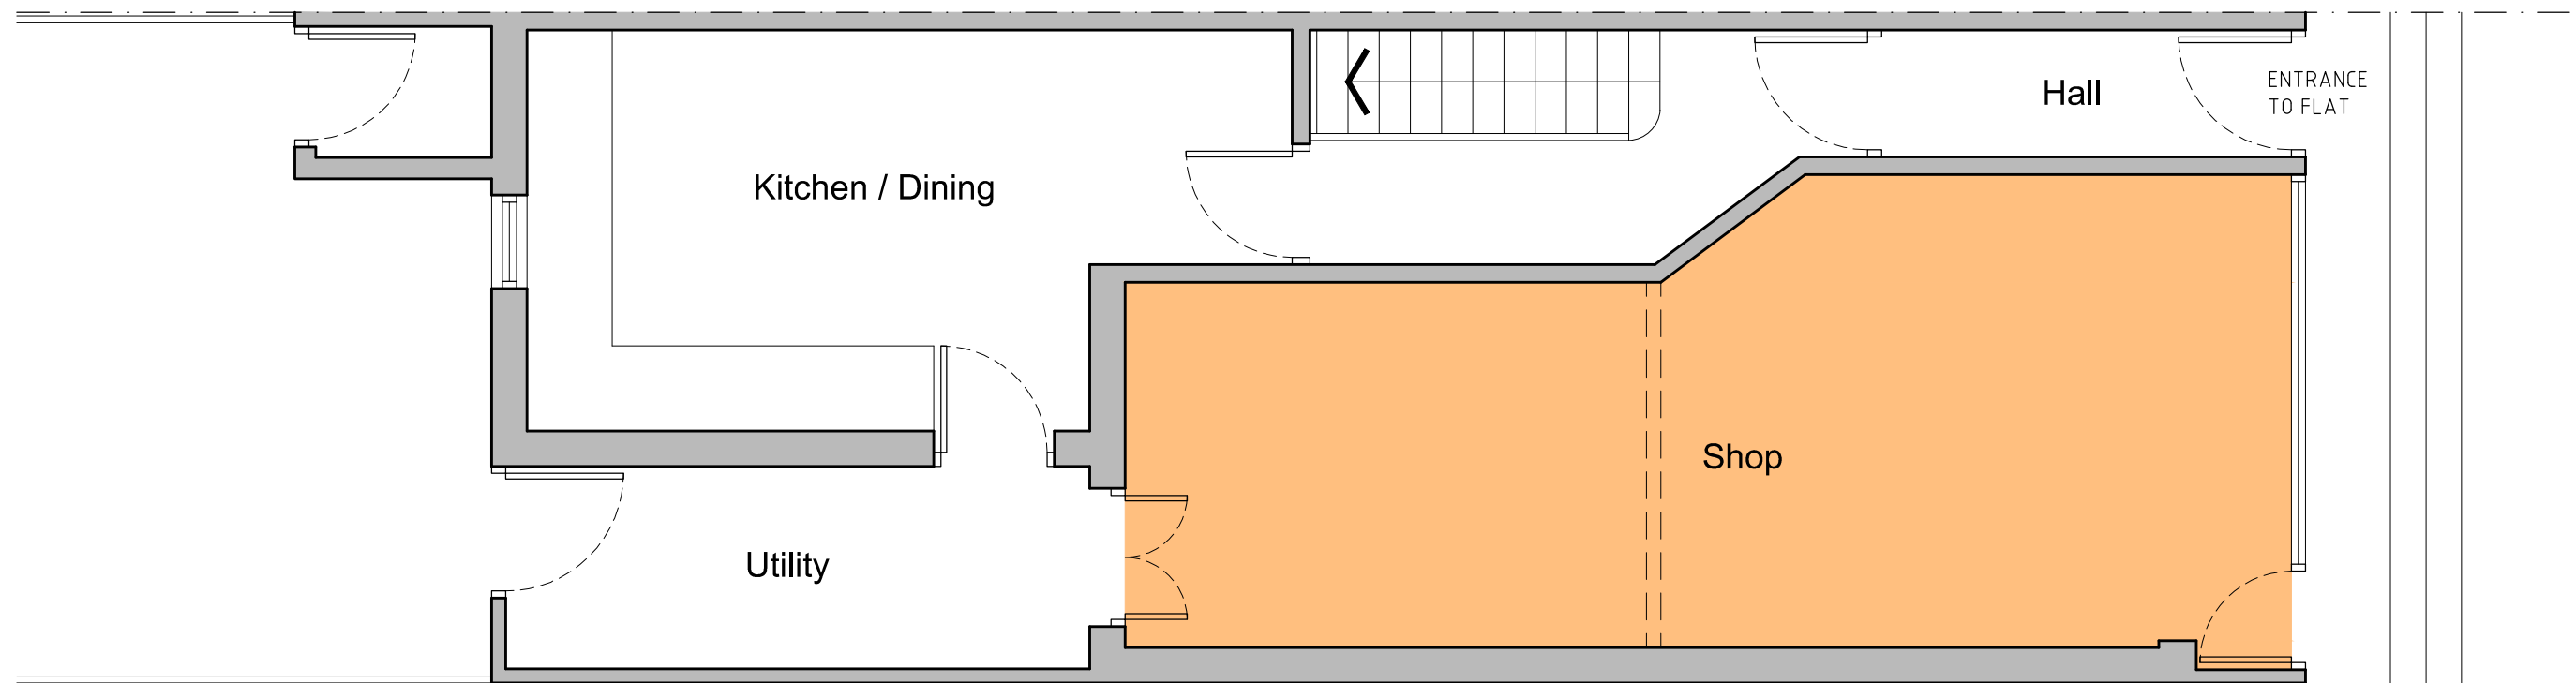 Hall
ENTRANCE
TO FLAT
Kitchen / Dining
Shop
Utility